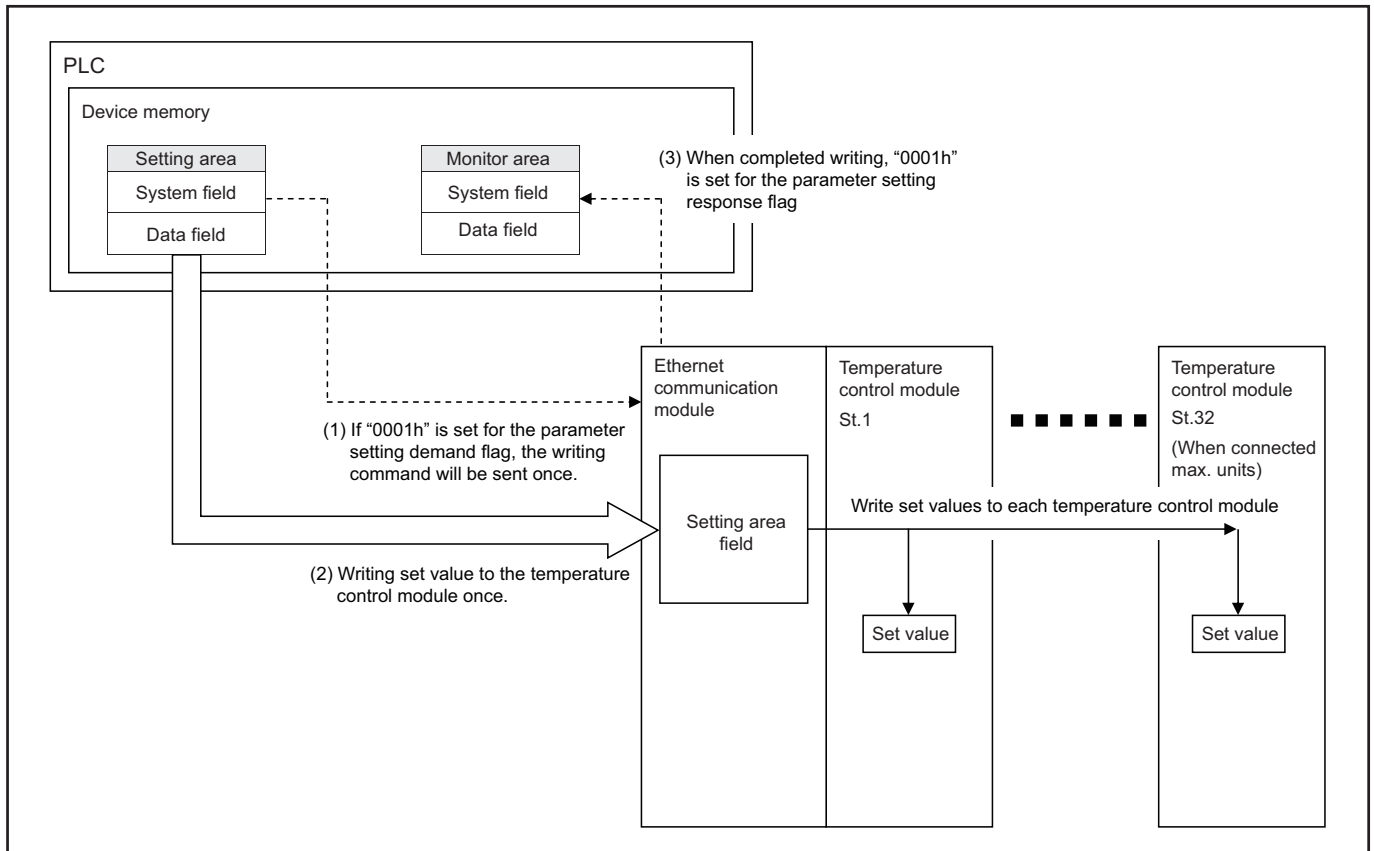 PLC
Device memory
Setting area
System field
Data field
Monitor area
System field
Data field
(3) When completed writing, “0001h”
is set for the parameter setting
response flag
Ethernet
communication
module
Temperature
control module
St.1
Temperature
control module
St.32
(When connected
max. units)
(1) If “0001h” is set for the parameter
setting demand flag, the writing
command will be sent once.
Setting area
field
Write set values to each temperature control module
(2) Writing set value to the temperature
control module once.
Set value
Set value